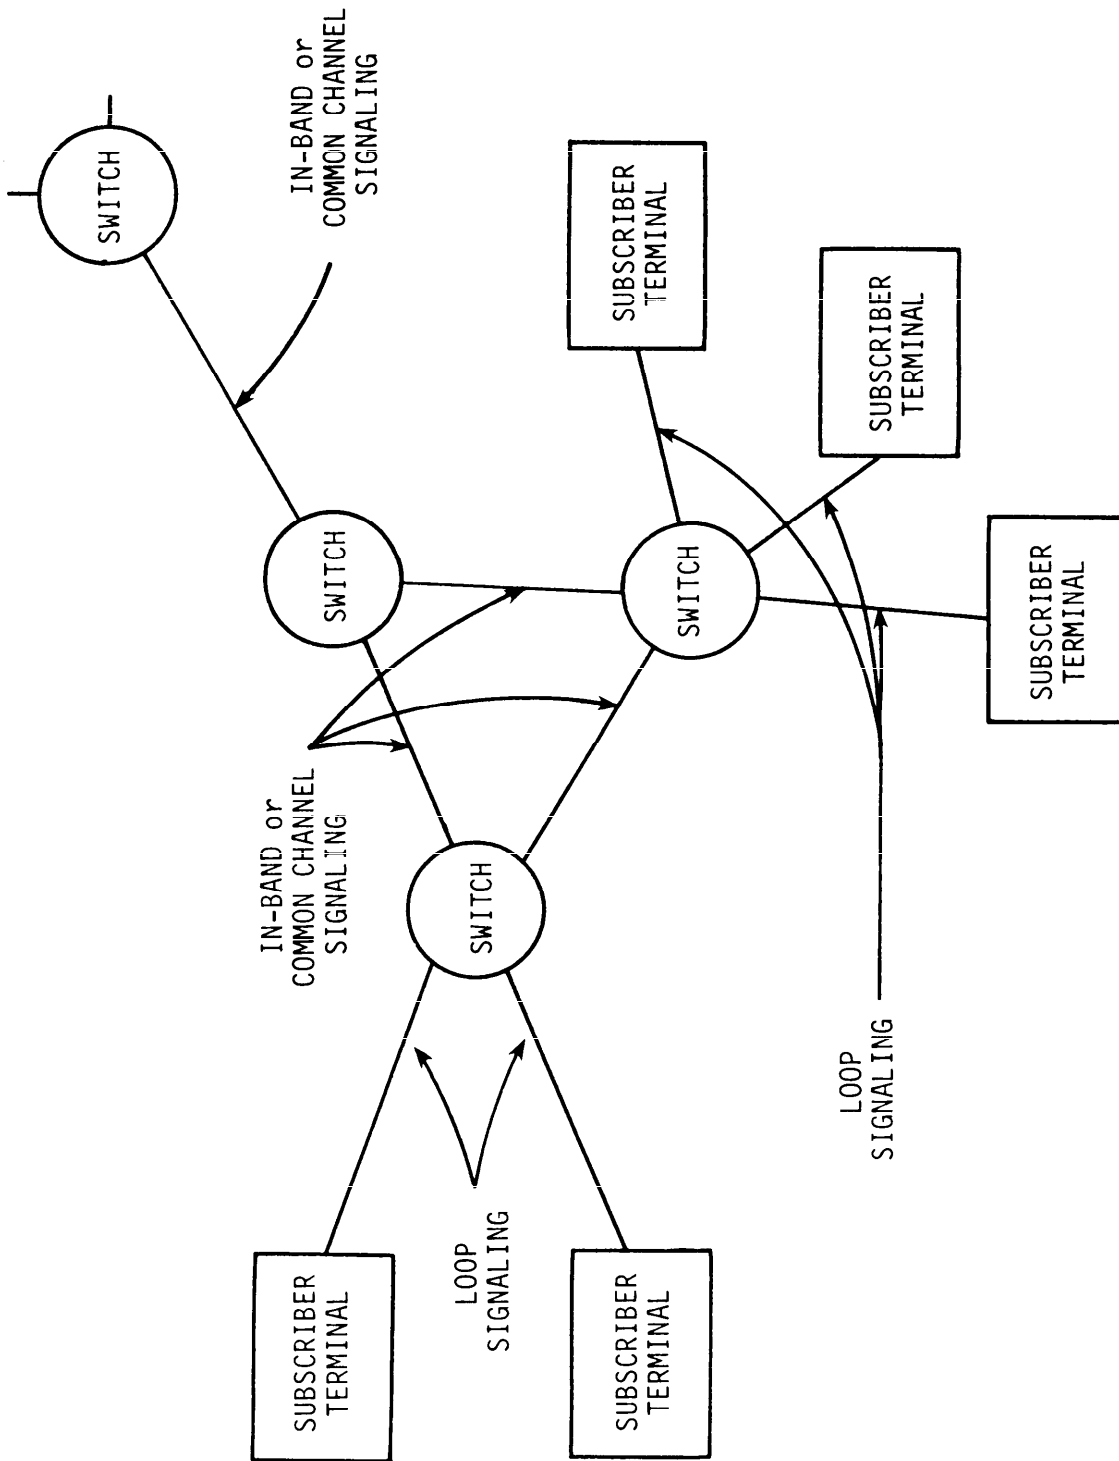 SUBSCRIBER
TERMINAL
LOOP
SIGNALING
SUBSCRIBER
TERMINAL
IN-BAND or
COMMON CHANNEL
SIGNALING
SWITCH
SWITCH
SWITCH
SWITCH
IN-BAND or
COMMON CHANNEL
SIGNALING
LOOP
SIGNALING
SUBSCRIBER
TERMINAL
SUBSCRIBER
TERMINAL
SUBSCRIBER
TERMINAL